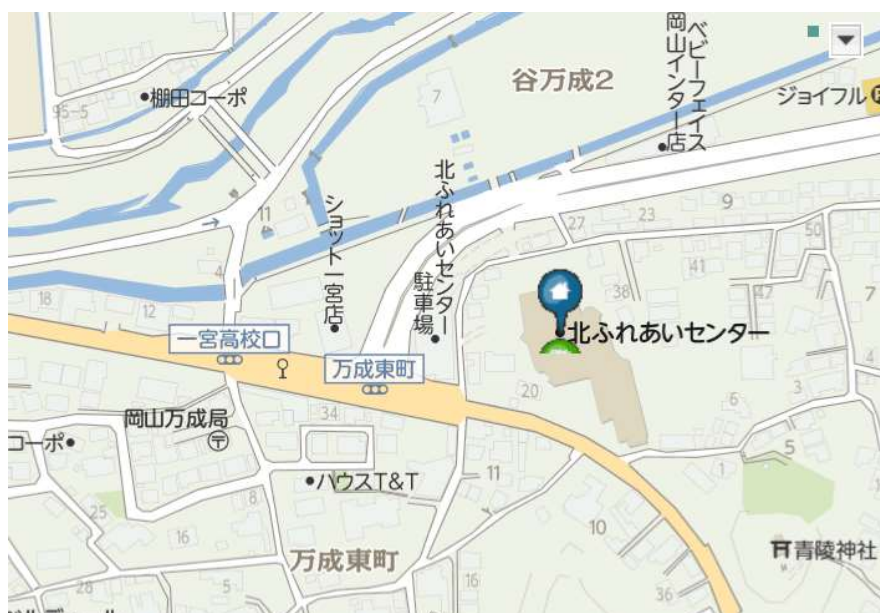 谷万成2
ベビーフェイス
岡山インター店
ジョイフル
棚田コーポ
95-5
7
11
4
ショット一宮店
北ふれあいセンター
駐車場
27
23
9
50
41
47
38
7
18
12
一宮高校口
万成東町
北ふれあいセンター
20
34
岡山万成局
コーポ
ハウスT&T
6
3
3
4
5
1
11
8
25
16
10
万成東町
青陵神社
28
5
16
36